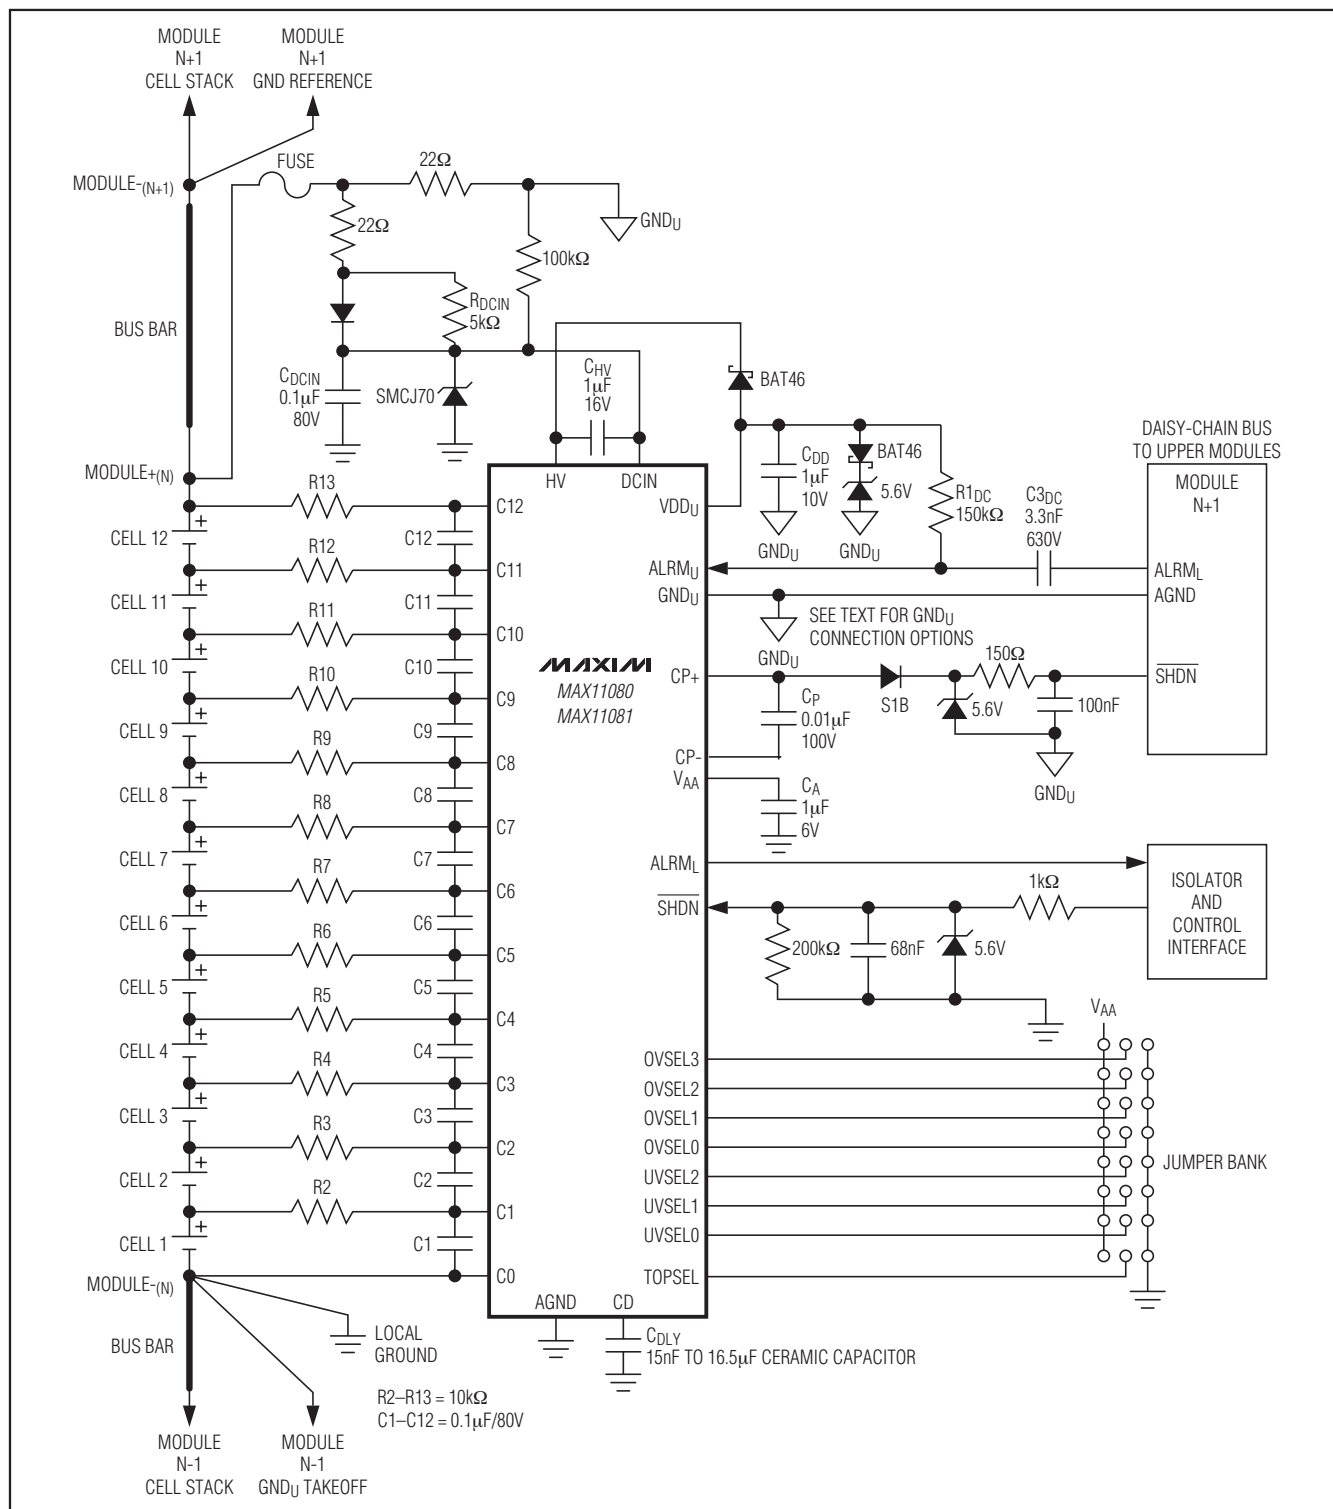 MODULE
N+1
CELL STACK
MODULE
N+1
GND REFERENCE
FUSE
22Ω
MODULE-(N+1)
22Ω
GNDU
100kΩ
RDCIN
5kΩ
BUS BAR
CDCIN
0.1µF
80V
SMCJ70
CHV
1µF
16V
BAT46
MODULE+(N)
HV
DCIN
VDDU
CDD
1µF
10V
BAT46
5.6V
R1DC
150kΩ
C3DC
3.3nF
630V
DAISY-CHAIN BUS
TO UPPER MODULES
MODULE
N+1
GNDU
GNDU
ALRMU
ALRML
GNDU
AGND
SEE TEXT FOR GNDU
CONNECTION OPTIONS
GNDU
CP+
CP
0.01µF
100V
S1B
5.6V
150Ω
100nF
SHDN
GNDU
CP-
VAA
CA
1µF
6V
MAXIM
MAX11080
MAX11081
R13
C12
+
CELL 12
C12
R12
C11
+
CELL 11
C11
R11
C10
+
CELL 10
C10
R10
C9
+
CELL 9
C9
R9
C8
+
CELL 8
C8
R8
C7
+
CELL 7
C7
R7
C6
+
CELL 6
C6
R6
C5
+
CELL 5
C5
R5
C4
+
CELL 4
C4
R4
C3
+
CELL 3
C3
R3
C2
+
CELL 2
C2
R2
C1
+
CELL 1
C1
MODULE-(N)
C0
ALRML
SHDN
200kΩ
68nF
5.6V
1kΩ
ISOLATOR
AND
CONTROL
INTERFACE
VAA
OVSEL3
OVSEL2
OVSEL1
OVSEL0
UVSEL2
UVSEL1
UVSEL0
TOPSEL
JUMPER BANK
AGND
CD
CDLY
15nF TO 16.5µF CERAMIC CAPACITOR
BUS BAR
LOCAL
GROUND
R2–R13 = 10kΩ
C1–C12 = 0.1µF/80V
MODULE
N-1
CELL STACK
MODULE
N-1
GNDU TAKEOFF